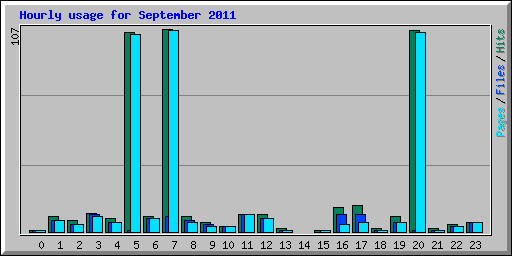 Hourly usage for September 2011
107
Pages/Files/Hits
0 1 2 3 4 5 6 7 8 9 10 11 12 13 14 15 16 17 18 19 20 21 22 23